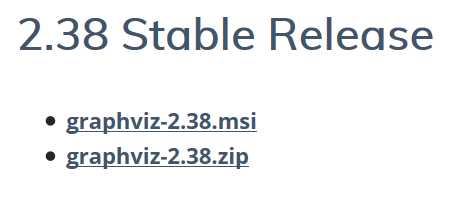 2.38 Stable Release
graphviz-2.38.msi
graphviz-2.38.zip